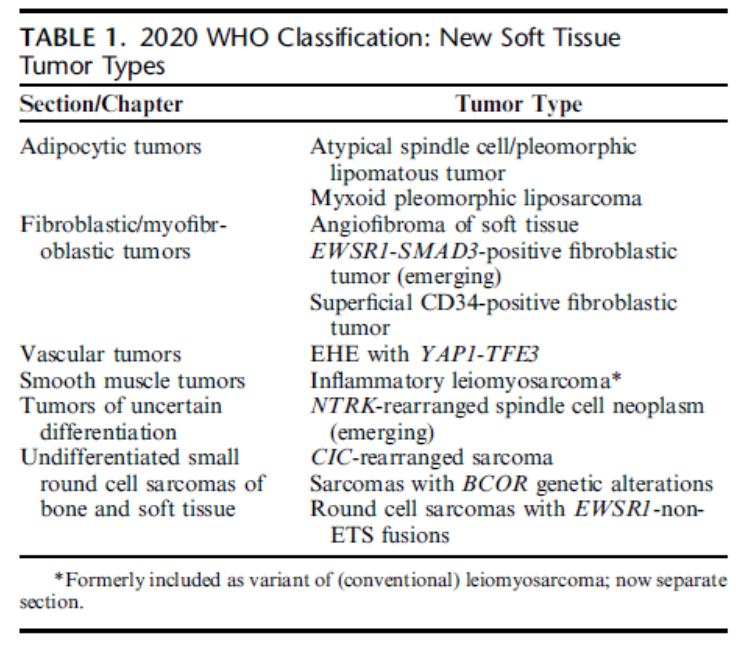 TABLE 1. 2020 WHO Classification: New Soft Tissue
Tumor Types
Section/Chapter Tumor Type
Adipocytic tumors Atypical spindle cell/pleomorphic
lipomatous tumor
Myxoid pleomorphic liposarcoma
Fibroblastic/myofibr- Angiofibroma of soft tissue
oblastic tumors EWSR1-SMAD3-positive fibroblastic
tumor (emerging)
Superficial CD34-positive fibroblastic
tumor
Vascular tumors EHE with YAP1-TFE3
Smooth muscle tumors Inflammatory leiomyosarcoma*
Tumors of uncertain NTRK-rearranged spindle cell neoplasm
differentiation (emerging)
Undifferentiated small CIC-rearranged sarcoma
round cell sarcomas of Sarcomas with BCOR genetic alterations
bone and soft tissue Round cell sarcomas with EWSR1-non-
ETS fusions
*Formerly included as variant of (conventional) leiomyosarcoma; now separate
section.